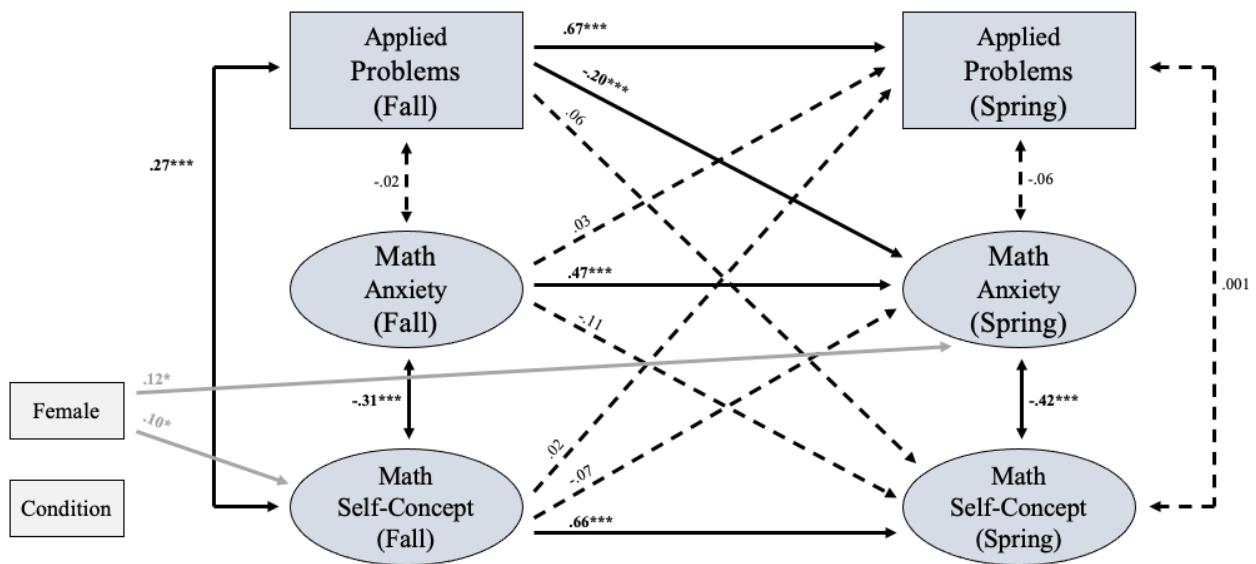 Applied
Problems
(Fall)
.67***
Applied
Problems
(Spring)
-.20***
.06
.27***
-.02
-.06
.03
Math
Anxiety
(Fall)
.47***
Math
Anxiety
(Spring)
.001
-.11
.12*
Female
.10*
-.31***
-.42***
.02
-.07
Condition
Math
Self-Concept
(Fall)
.66***
Math
Self-Concept
(Spring)